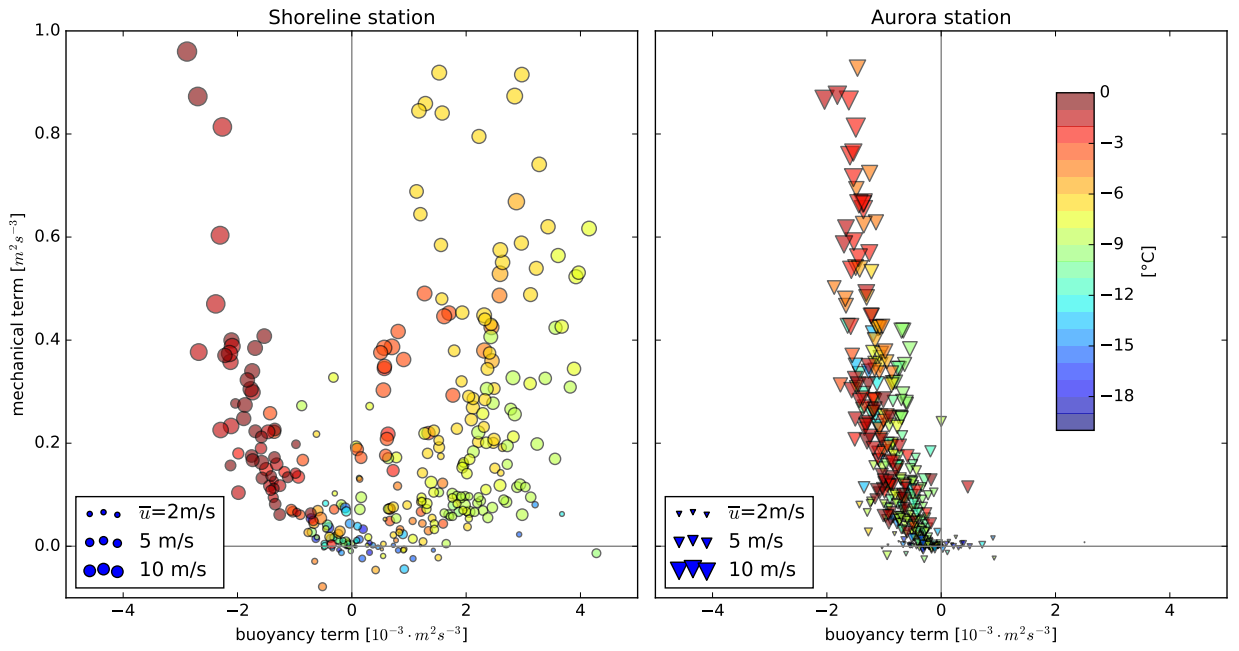 Shoreline station
Aurora station
1.0
0.8
0.6
0.4
0.2
0.0
mechanical term [m²s⁻³]
−4
−2
0
2
4
buoyancy term [10⁻³ · m²s⁻³]
u̅=2m/s
5 m/s
10 m/s
−4
−2
0
2
4
buoyancy term [10⁻³ · m²s⁻³]
u̅=2m/s
5 m/s
10 m/s
0
−3
−6
−9
−12
−15
−18
[°C]